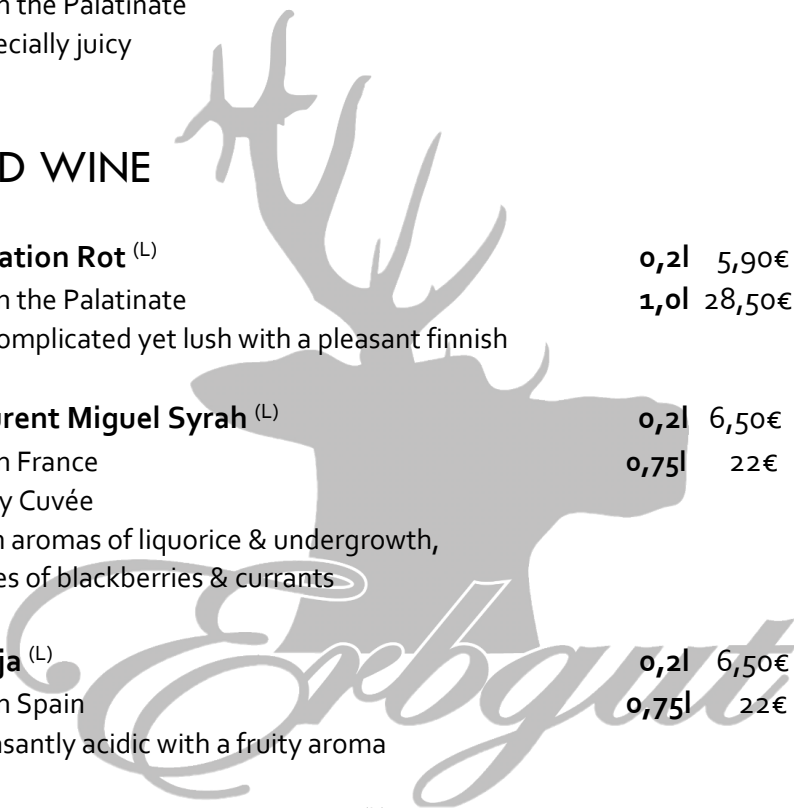 n the Palatinate
ecially juicy
D WINE
ation Rot (L) 0,2l 5,90€
n the Palatinate 1,0l 28,50€
omplicated yet lush with a pleasant finnish
urent Miguel Syrah (L) 0,2l 6,50€
n France 0,75l 22€
y Cuvée
n aromas of liquorice & undergrowth,
es of blackberries & currants
Erbgut
ja (L) 0,2l 6,50€
n Spain 0,75l 22€
santly acidic with a fruity aroma